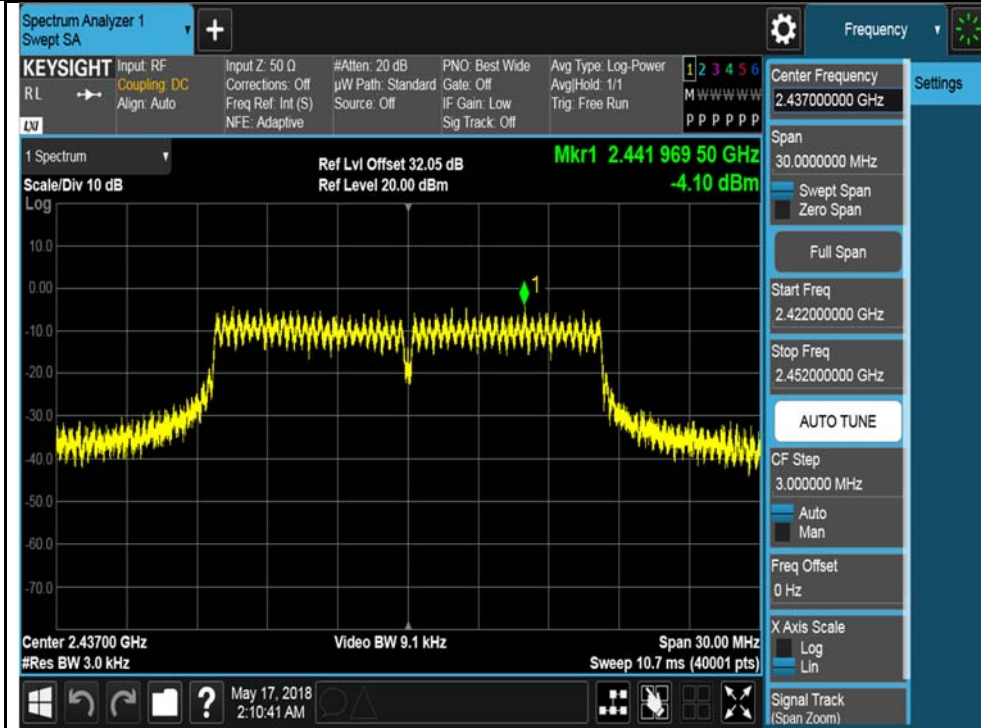 Spectrum Analyzer 1
Swept SA
+
Frequency
KEYSIGHT
RL
LXI
Input: RF
Coupling: DC
Align: Auto
Input Z: 50 Ω
Corrections: Off
Freq Ref: Int (S)
NFE: Adaptive
#Atten: 20 dB
µW Path: Standard
Source: Off
PNO: Best Wide
Gate: Off
IF Gain: Low
Sig Track: Off
Avg Type: Log-Power
Avg|Hold: 1/1
Trig: Free Run
1 2 3 4 5 6
M W W W W W
P P P P P P
1 Spectrum
Scale/Div 10 dB
Log
Ref Lvl Offset 32.05 dB
Ref Level 20.00 dBm
Mkr1 2.441 969 50 GHz
-4.10 dBm
10.0
0.00
-10.0
-20.0
-30.0
-40.0
-50.0
-60.0
-70.0
1
Center 2.43700 GHz
#Res BW 3.0 kHz
Video BW 9.1 kHz
Span 30.00 MHz
Sweep 10.7 ms (40001 pts)
?
May 17, 2018
2:10:41 AM
Center Frequency
2.437000000 GHz
Span
30.0000000 MHz
Swept Span
Zero Span
Full Span
Start Freq
2.422000000 GHz
Stop Freq
2.452000000 GHz
AUTO TUNE
CF Step
3.000000 MHz
Auto
Man
Freq Offset
0 Hz
X Axis Scale
Log
Lin
Signal Track
(Span Zoom)
Settings